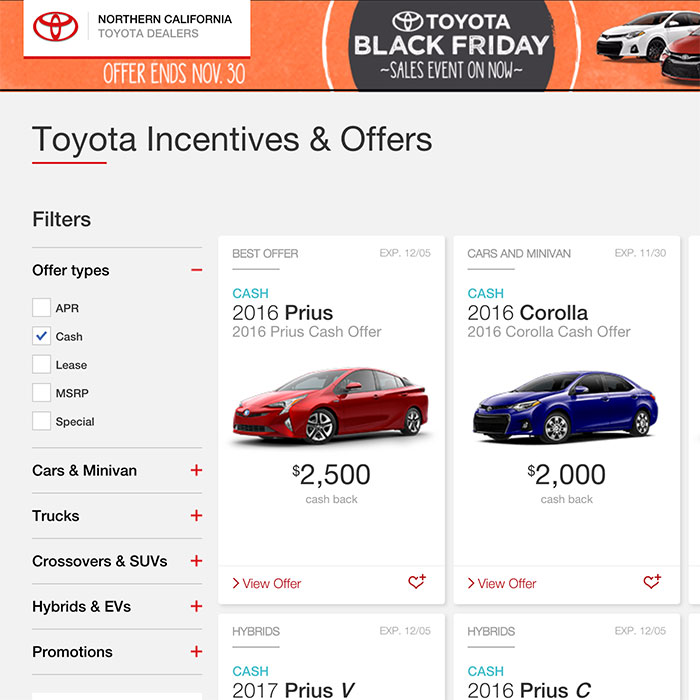 NORTHERN CALIFORNIA
TOYOTA DEALERS
OFFER ENDS NOV. 30
TOYOTA
BLACK FRIDAY
~SALES EVENT ON NOW~
Toyota Incentives & Offers
Filters
Offer types
APR
Cash
Lease
MSRP
Special
Cars & Minivan
Trucks
Crossovers & SUVs
Hybrids & EVs
Promotions
BEST OFFER EXP. 12/05
CASH
2016 Prius
2016 Prius Cash Offer
$2,500
cash back
View Offer
CARS AND MINIVAN EXP. 11/30
CASH
2016 Corolla
2016 Corolla Cash Offer
$2,000
cash back
View Offer
HYBRIDS EXP. 12/05
CASH
2017 Prius V
HYBRIDS EXP. 12/05
CASH
2016 Prius C